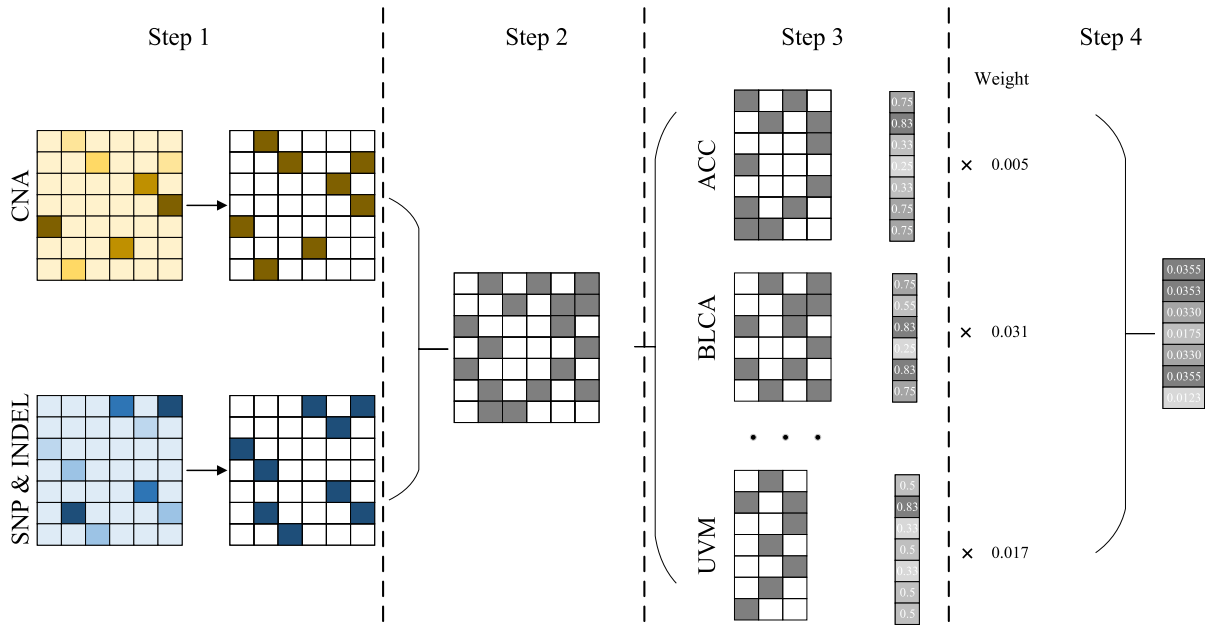 Step 1
Step 2
Step 3
Step 4
Weight
CNA
SNP & INDEL
ACC
0.75
0.83
0.33
0.25
0.33
0.75
0.75
× 0.005
BLCA
0.75
0.55
0.83
0.25
0.83
0.75
× 0.031
. . .
UVM
0.5
0.83
0.33
0.5
0.33
0.5
0.5
× 0.017
0.0355
0.0353
0.0330
0.0175
0.0330
0.0355
0.0123